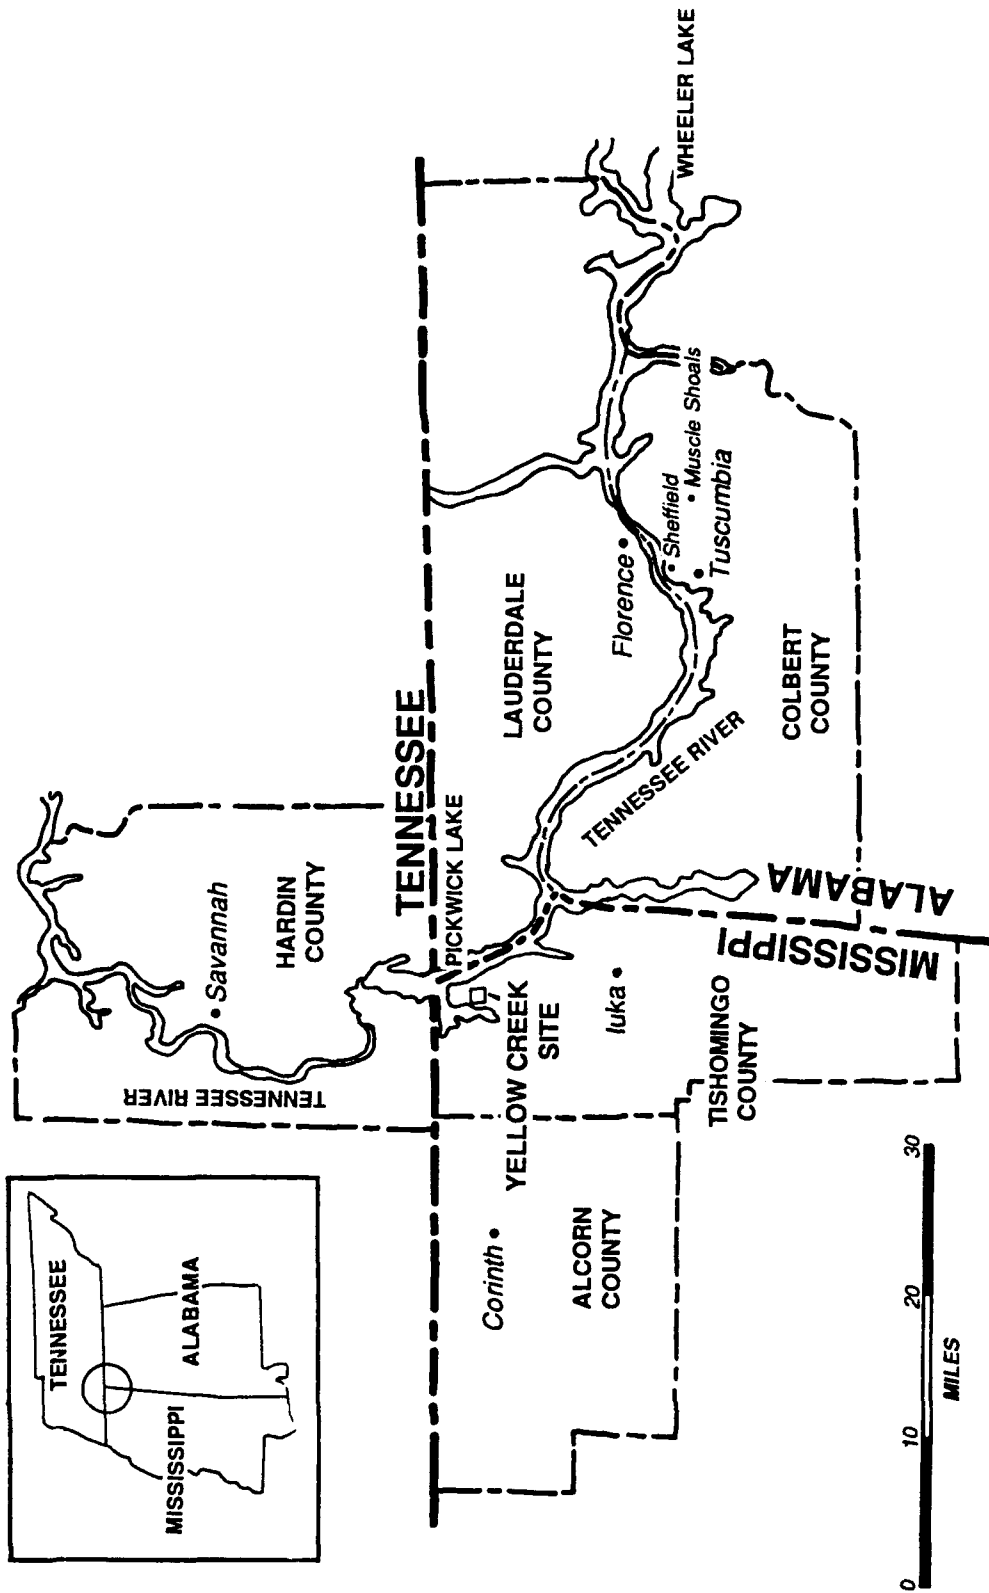 TENNESSEE
MISSISSIPPI
ALABAMA
TENNESSEE RIVER
Savannah
HARDIN
COUNTY
TENNESSEE
PICKWICK LAKE
Corinth
ALCORN
COUNTY
YELLOW CREEK
SITE
Iuka
TISHOMINGO
COUNTY
MISSISSIPPI
ALABAMA
LAUDERDALE
COUNTY
Florence
TENNESSEE RIVER
COLBERT
COUNTY
Sheffield
Muscle Shoals
Tuscumbia
WHEELER LAKE
0 10 20 30
MILES